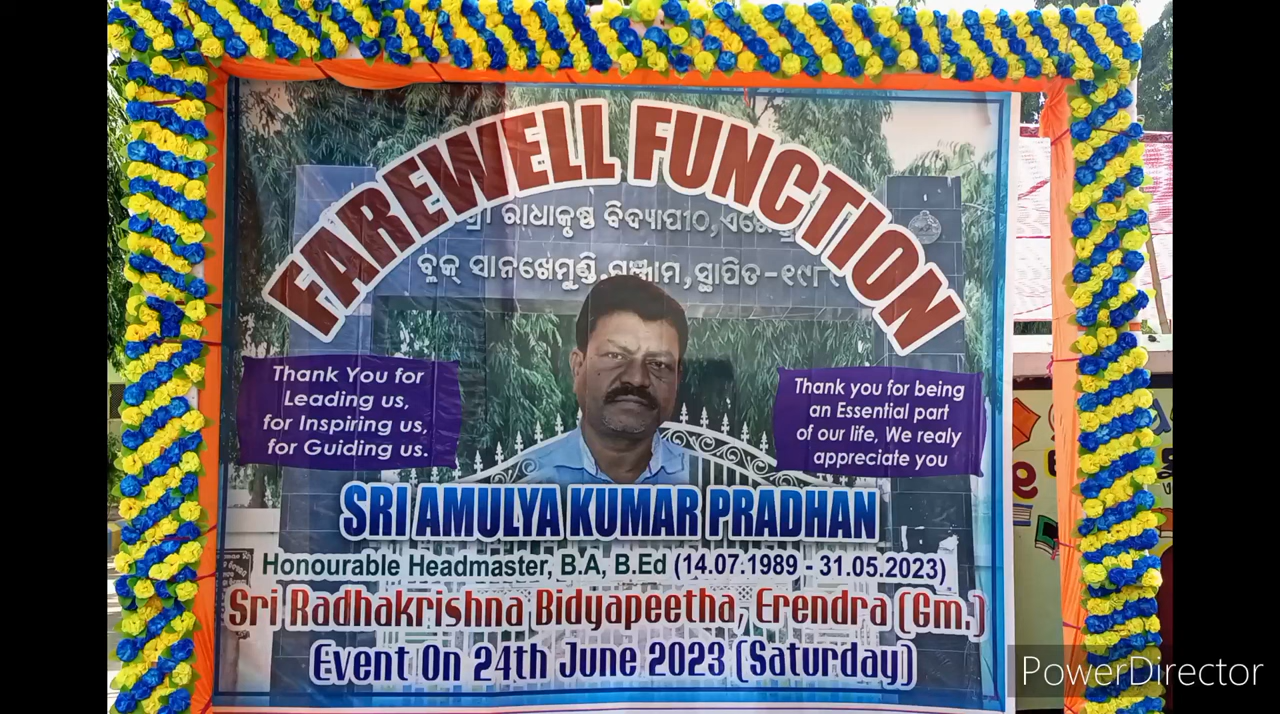 FAREWELL FUNCTION
ଶ୍ରୀ ରାଧାକୃଷ୍ଣ ବିଦ୍ୟାପୀଠ,
ବ୍ଲକ୍ ସାନଖେମୁଣ୍ଡି, ଗଞ୍ଜାମ, ସ୍ଥାପିତ-୧୯୮୯
Thank You for
Leading us,
for Inspiring us,
for Guiding us.
Thank you for being
an Essential part
of our life, We realy
appreciate you
SRI AMULYA KUMAR PRADHAN
Honourable Headmaster, B.A, B.Ed (14.07.1989 - 31.05.2023)
Sri Radhakrishna Bidyapeetha, Erendra (Gm.)
Event On 24th June 2023 (Saturday)
PowerDirector